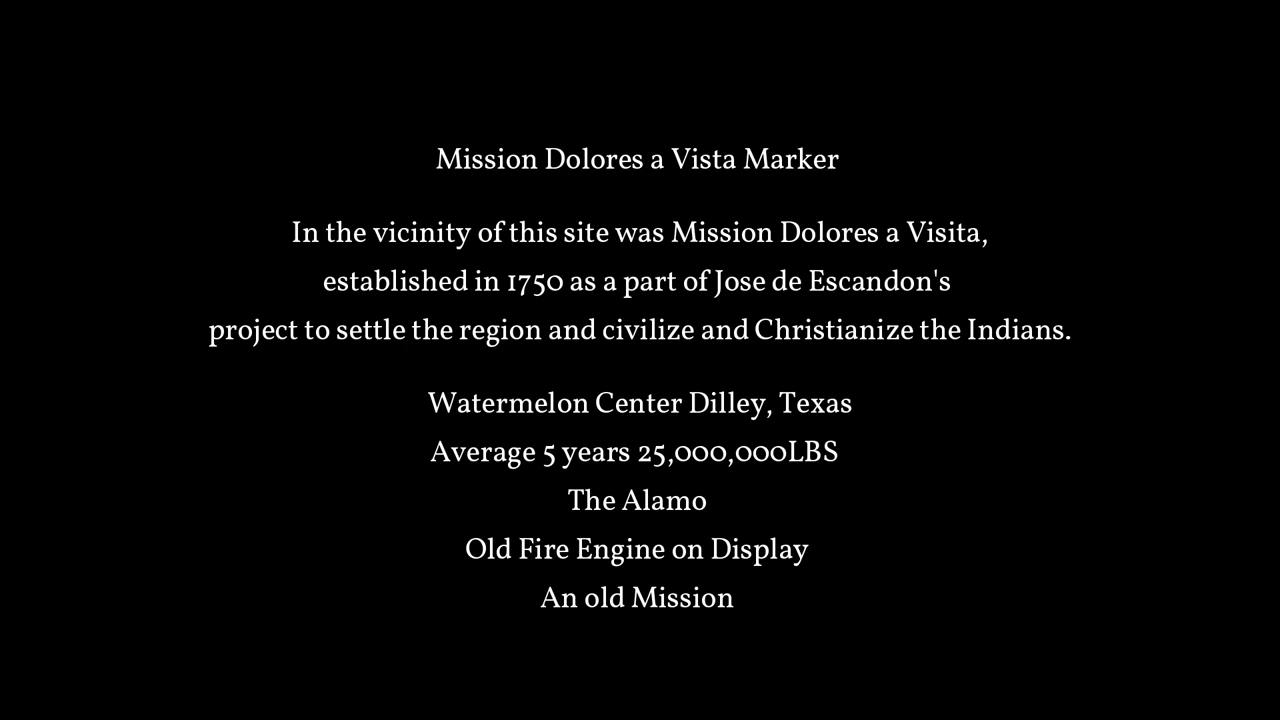 Mission Dolores a Vista Marker
In the vicinity of this site was Mission Dolores a Visita,
established in 1750 as a part of Jose de Escandon's
project to settle the region and civilize and Christianize the Indians.
Watermelon Center Dilley, Texas
Average 5 years 25,000,000LBS
The Alamo
Old Fire Engine on Display
An old Mission